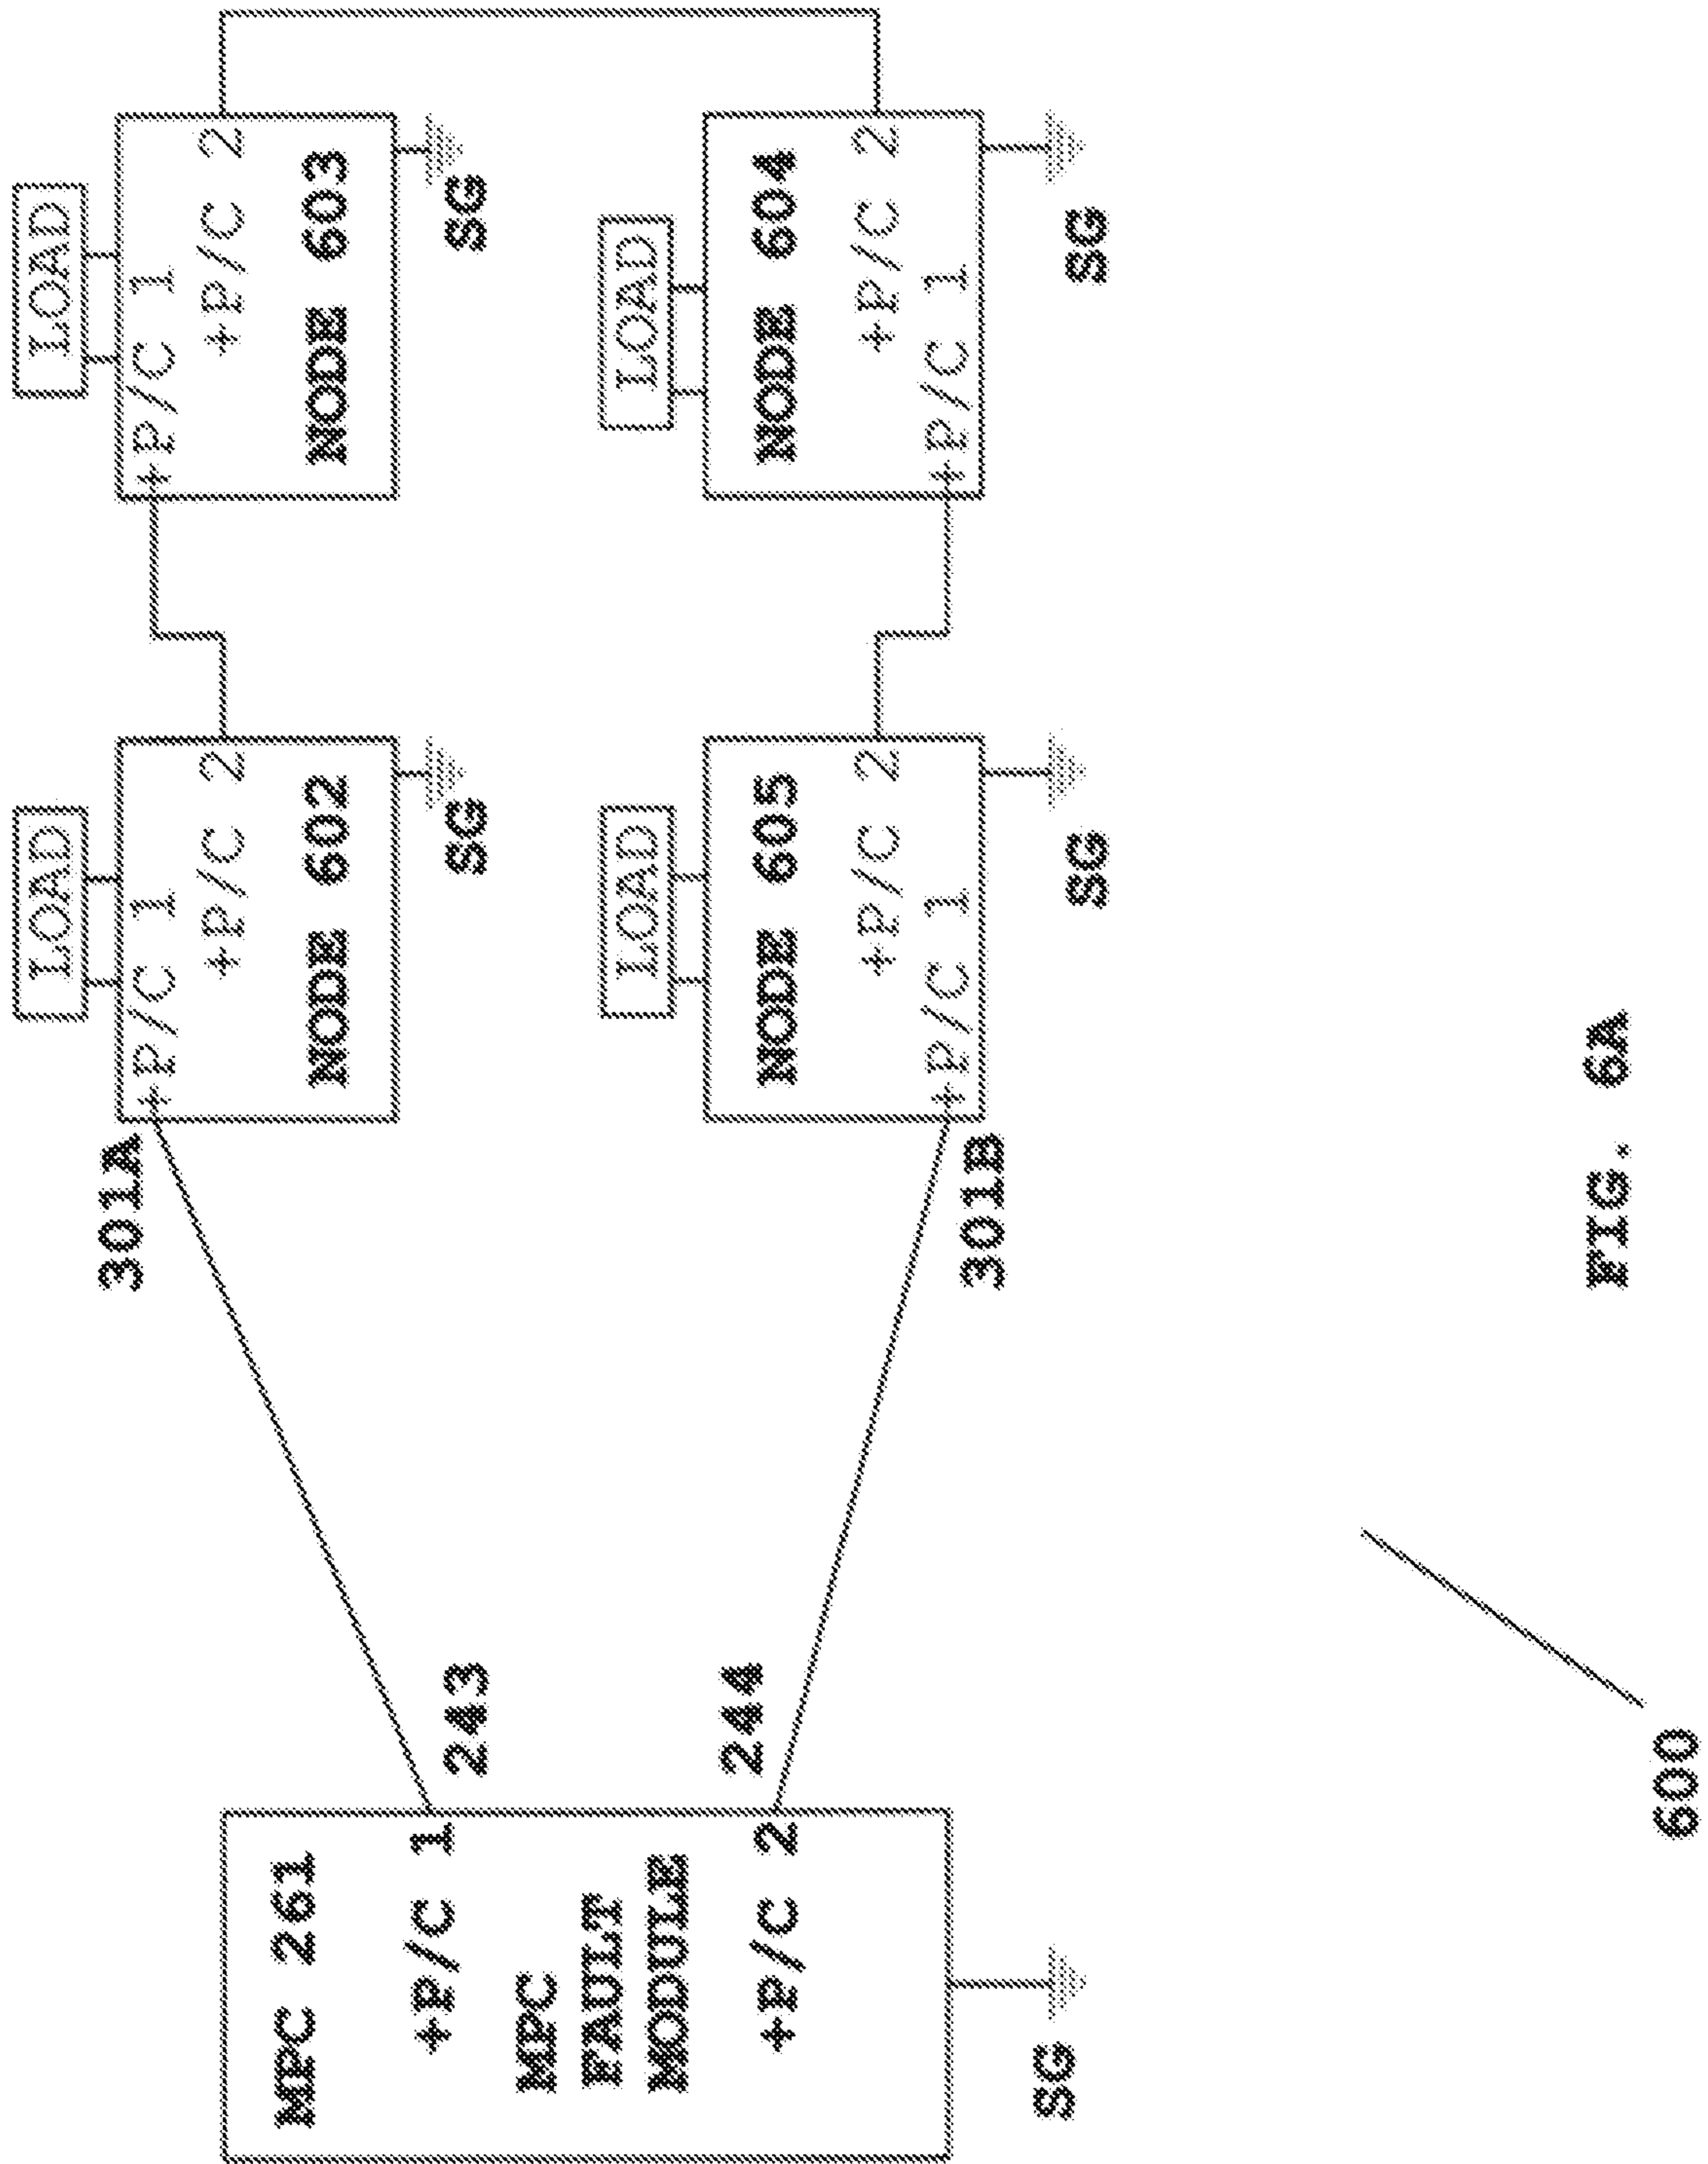 MPC 261
+P/C 1
MPC
FAULT
MODULE
+P/C 2
243
244
SG
301A
301B
LOAD
+P/C 1
+P/C 2
NODE 602
SG
LOAD
+P/C 1
+P/C 2
NODE 603
SG
LOAD
NODE 605
+P/C 2
+P/C 1
SG
LOAD
NODE 604
+P/C 2
+P/C 1
SG
600
FIG. 6A